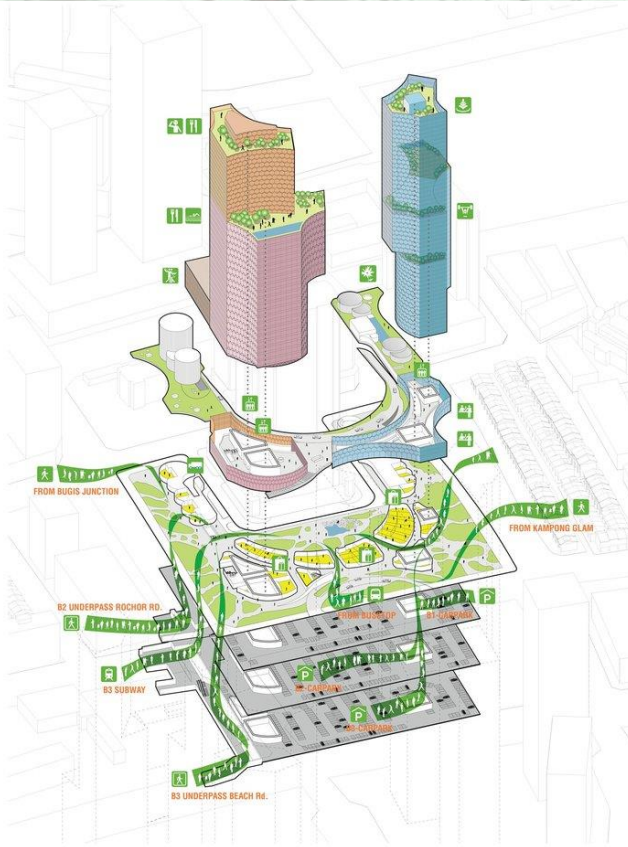 FROM BUGIS JUNCTION
FROM KAMPONG GLAM
B2 UNDERPASS ROCHOR RD.
FROM BUSSTOP
B1-CARPARK
B3 SUBWAY
B2-CARPARK
P
P
B3-CARPARK
P
B3 UNDERPASS BEACH Rd.